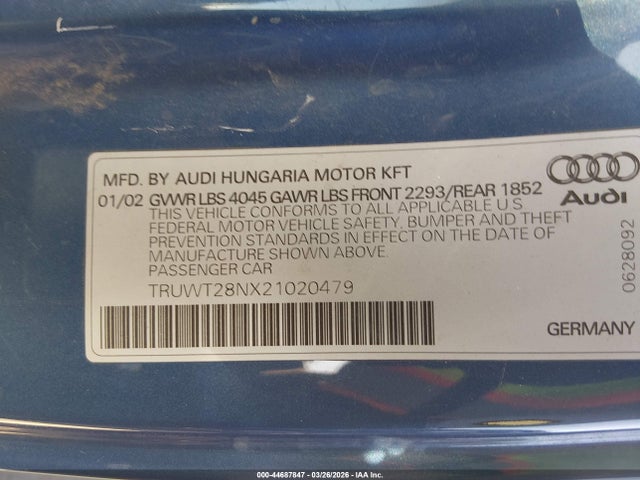 MFD. BY AUDI HUNGARIA MOTOR KFT
01/02 GVWR LBS 4045 GAWR LBS FRONT 2293/REAR 1852
THIS VEHICLE CONFORMS TO ALL APPLICABLE U S
FEDERAL MOTOR VEHICLE SAFETY, BUMPER AND THEFT
PREVENTION STANDARDS IN EFFECT ON THE DATE OF
MANUFACTURE SHOWN ABOVE.
PASSENGER CAR
TRUWT28NX21020479
Audi
0628092
GERMANY
000-44687847 | 03/26/2026 | IAA Inc.